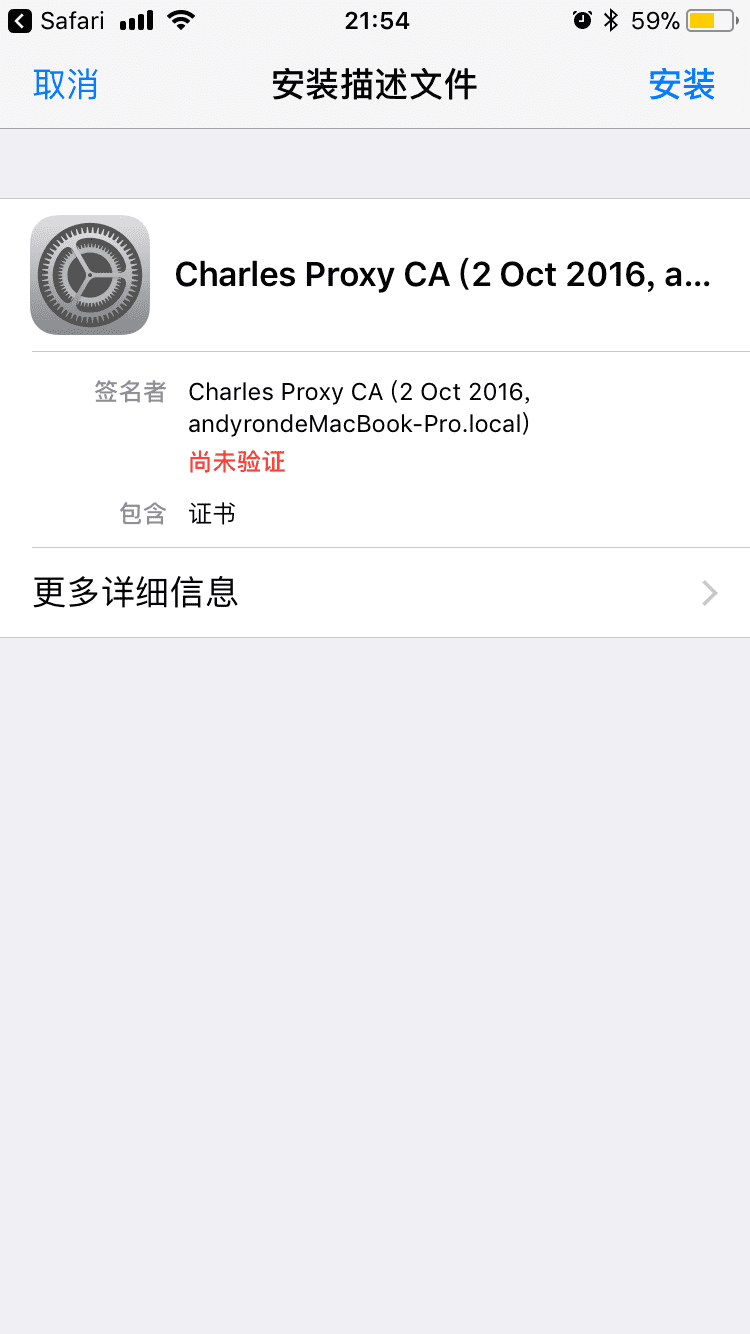 Safari 21:54 59%
取消 安装描述文件 安装
Charles Proxy CA (2 Oct 2016, a...
签名者 Charles Proxy CA (2 Oct 2016,
andyrondeMacBook-Pro.local)
尚未验证
包含 证书
更多详细信息